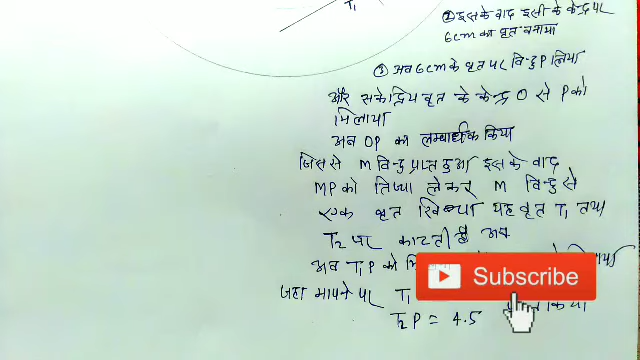 T₁
② इसके बाद इसी के केन्द्र पर
6cm का वृत बनाया
③ अब 6cm के वृत पर बिन्दु P लिया
और सकेंद्रिय वृत के केन्द्र O से P को
मिलाया
अब OP का लम्बार्धक किया
जिससे M बिन्दु प्राप्त हुआ इसके बाद
MP को त्रिज्या लेकर M बिन्दु से
एक वृत खिंच्या यह वृत T₁ तथा
T₂ पर काटती है अब
अब T₁P को
जहा मापने पर T₁
Subscribe
T₂P = 4.5